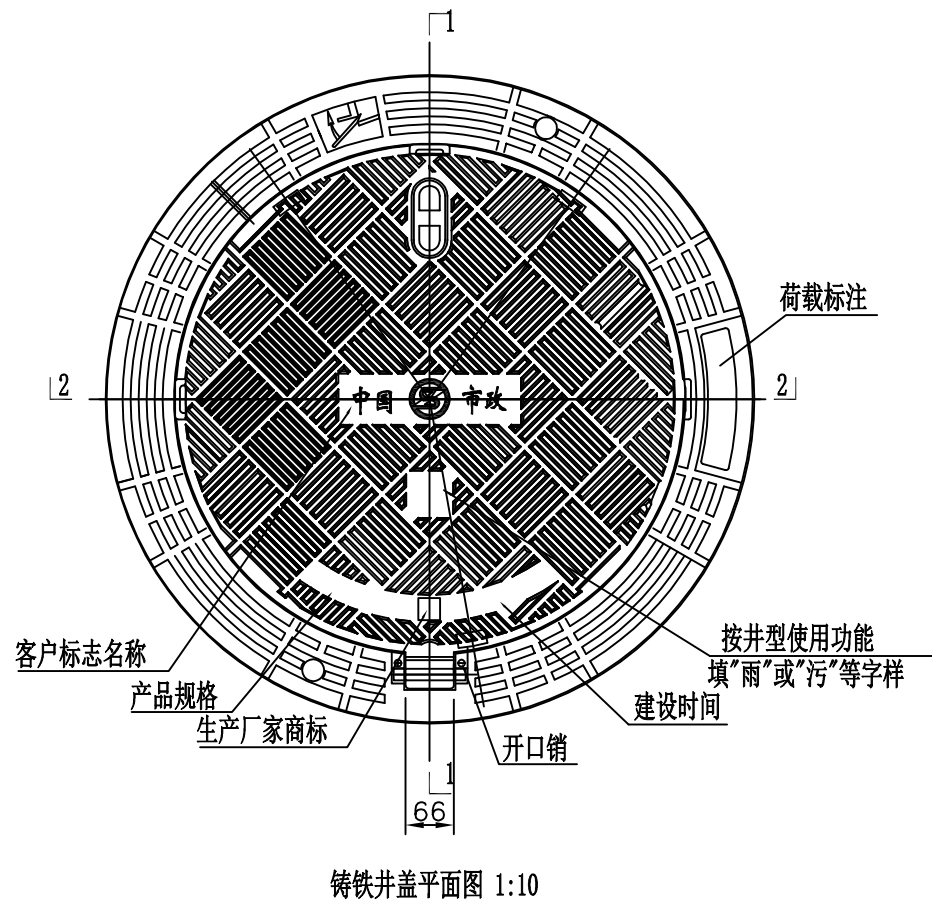 1
荷载标注
2
2
中国
市政
客户标志名称
产品规格
生产厂家商标
按井型使用功能
填"雨"或"污"等字样
建设时间
开口销
1
66
铸铁井盖平面图 1:10